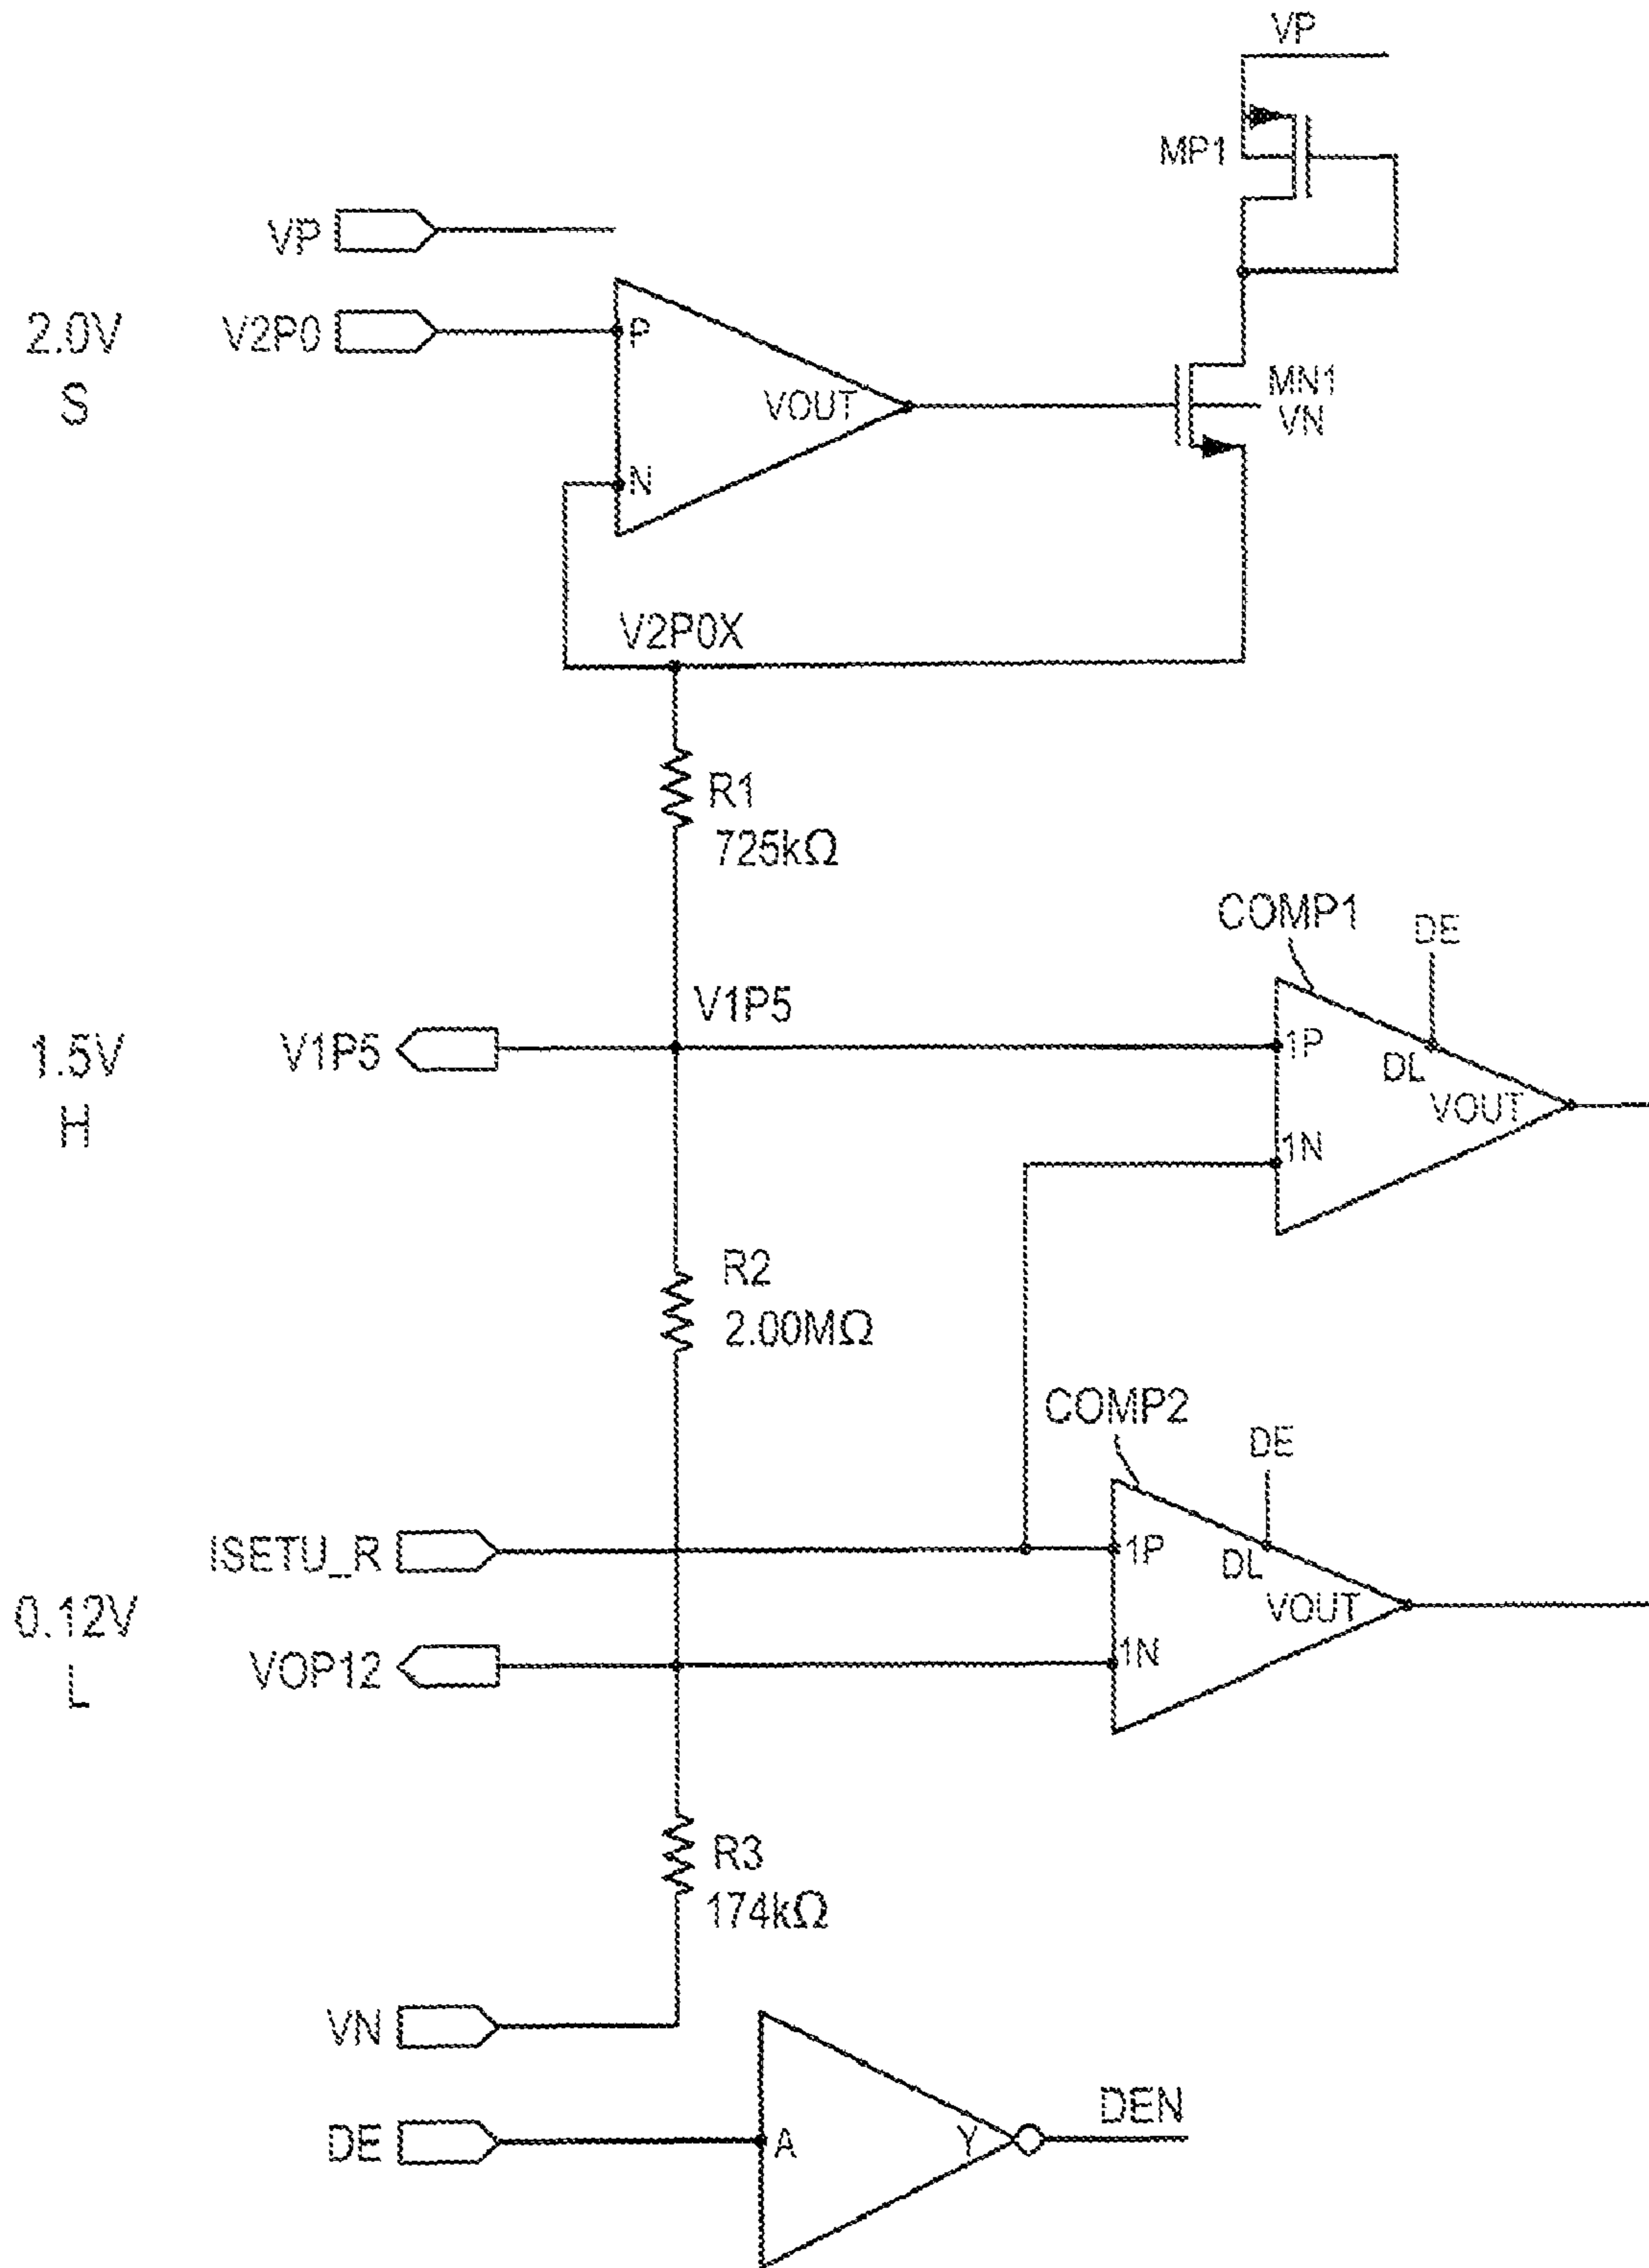 VP
MP1
VP
2.0V
S
V2P0
P
VOUT
N
MN1
VN
V2P0X
R1
725kΩ
COMP1
DE
V1P5
1.5V
H
V1P5
1P
DL
VOUT
1N
R2
2.00MΩ
COMP2
DE
ISETU_R
1P
DL
VOUT
0.12V
L
VOP12
1N
R3
174kΩ
VN
DE
A
Y
DEN